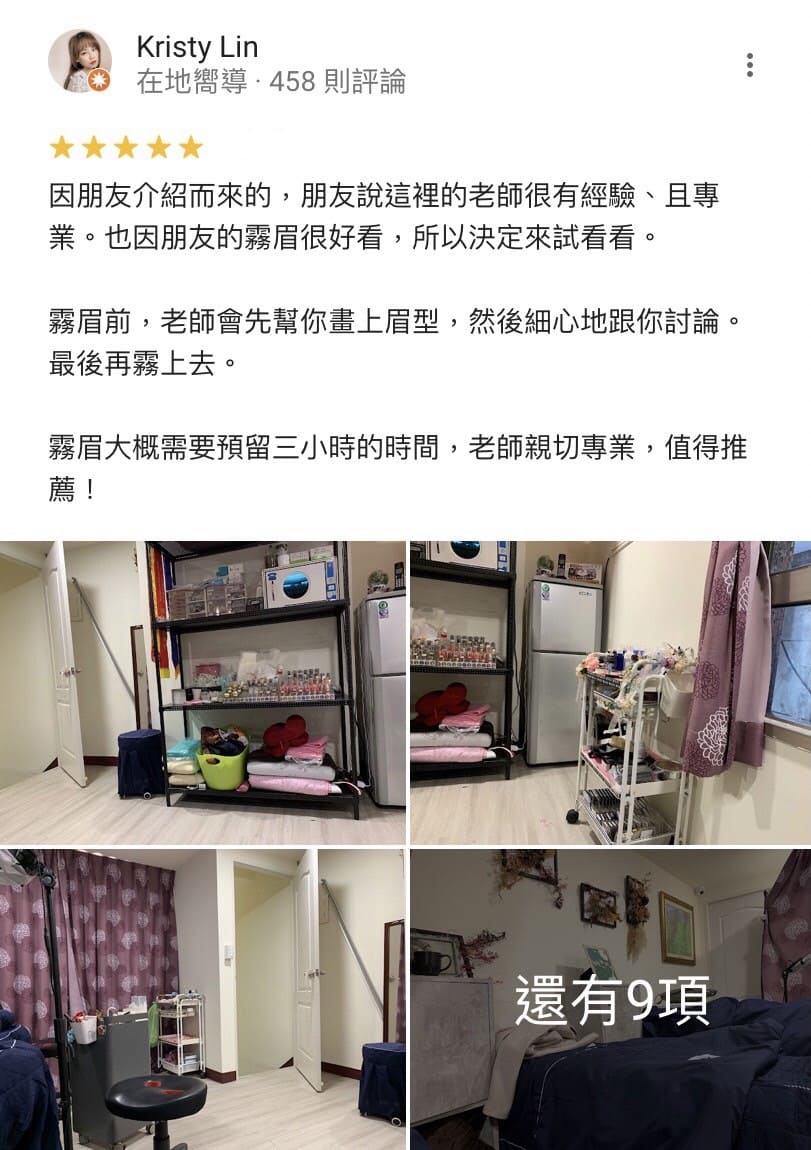 Kristy Lin
在地嚮導 · 458 則評論
因朋友介紹而來的，朋友說這裡的老師很有經驗、且專
業。也因朋友的霧眉很好看，所以決定來試看看。
霧眉前，老師會先幫你畫上眉型，然後細心地跟你討論。
最後再霧上去。
霧眉大概需要預留三小時的時間，老師親切專業，值得推
薦！
還有9項